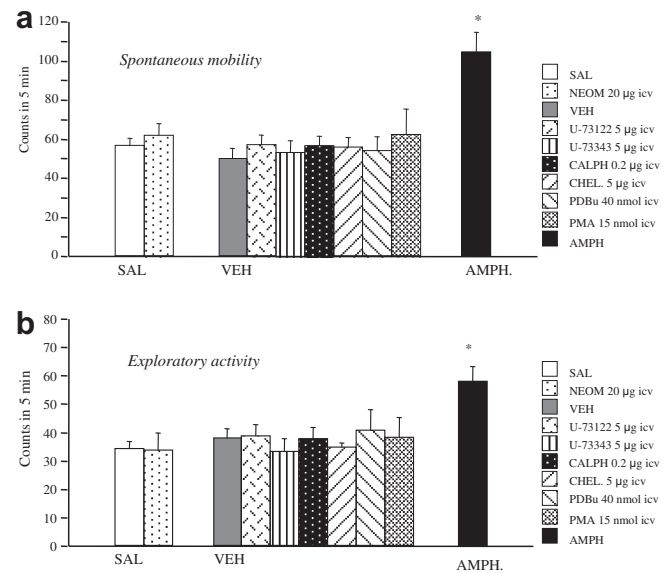 a
120
100
80
60
40
20
0
Counts in 5 min
Spontaneous mobility
*
SAL
VEH
AMPH.
SAL
NEOM 20 µg icv
VEH
U-73122 5 µg icv
U-73343 5 µg icv
CALPH 0.2 µg icv
CHEL. 5 µg icv
PDBu 40 nmol icv
PMA 15 nmol icv
AMPH
b
80
70
60
50
40
30
20
10
0
Counts in 5 min
Exploratory activity
*
SAL
VEH
AMPH.
SAL
NEOM 20 µg icv
VEH
U-73122 5 µg icv
U-73343 5 µg icv
CALPH 0.2 µg icv
CHEL. 5 µg icv
PDBu 40 nmol icv
PMA 15 nmol icv
AMPH